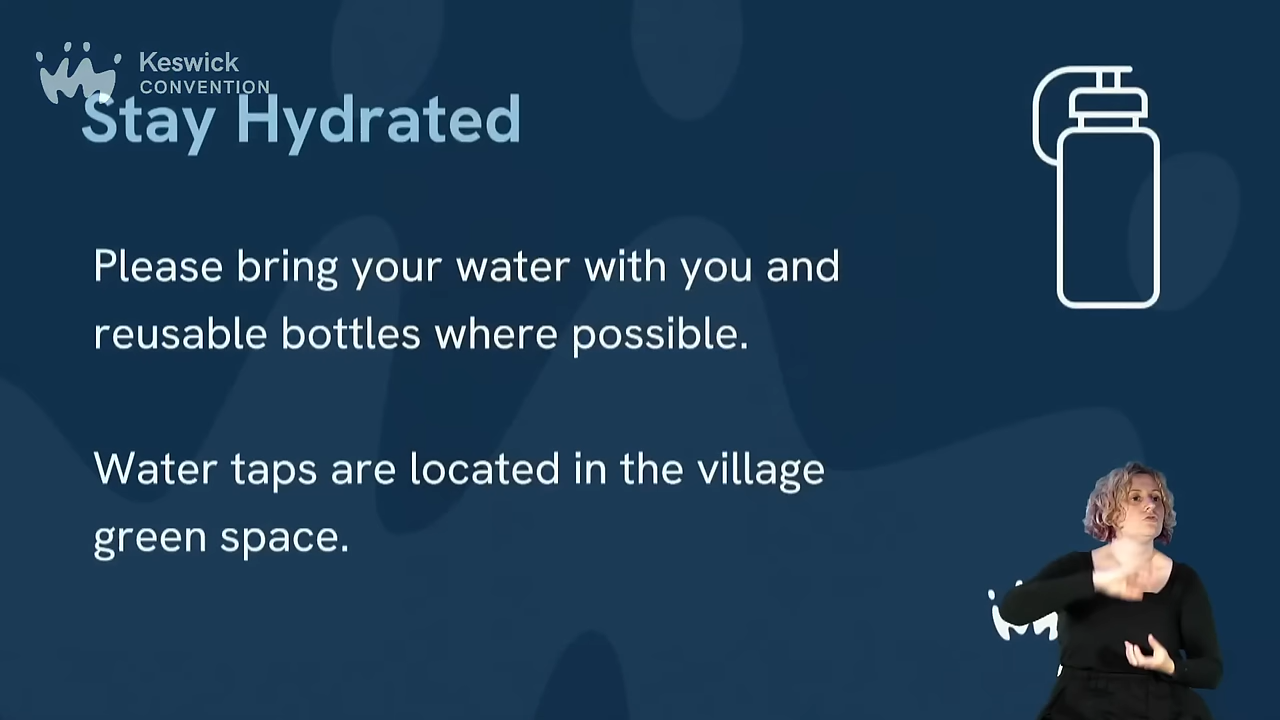 Keswick
CONVENTION
Stay Hydrated
Please bring your water with you and
reusable bottles where possible.
Water taps are located in the village
green space.